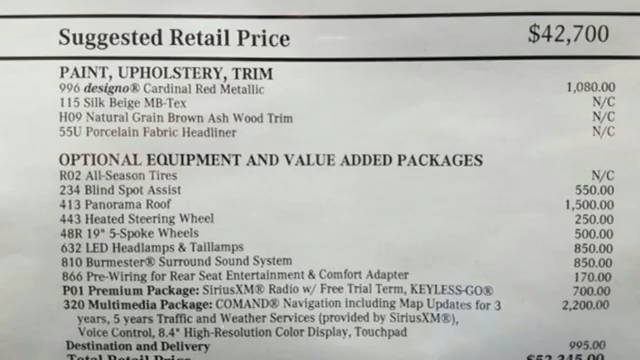 Suggested Retail Price $42,700
PAINT, UPHOLSTERY, TRIM
996 designo® Cardinal Red Metallic 1,080.00
115 Silk Beige MB-Tex N/C
H09 Natural Grain Brown Ash Wood Trim N/C
55U Porcelain Fabric Headliner N/C
OPTIONAL EQUIPMENT AND VALUE ADDED PACKAGES
R02 All-Season Tires N/C
234 Blind Spot Assist 550.00
413 Panorama Roof 1,500.00
443 Heated Steering Wheel 250.00
48R 19" 5-Spoke Wheels 500.00
632 LED Headlamps & Taillamps 850.00
810 Burmester® Surround Sound System 850.00
866 Pre-Wiring for Rear Seat Entertainment & Comfort Adapter 170.00
P01 Premium Package: SiriusXM® Radio w/ Free Trial Term, KEYLESS-GO® 700.00
320 Multimedia Package: COMAND® Navigation including Map Updates for 3 2,200.00
years, 5 years Traffic and Weather Services (provided by SiriusXM®),
Voice Control, 8.4" High-Resolution Color Display, Touchpad
Destination and Delivery 995.00
Total Retail Price $52,345.00